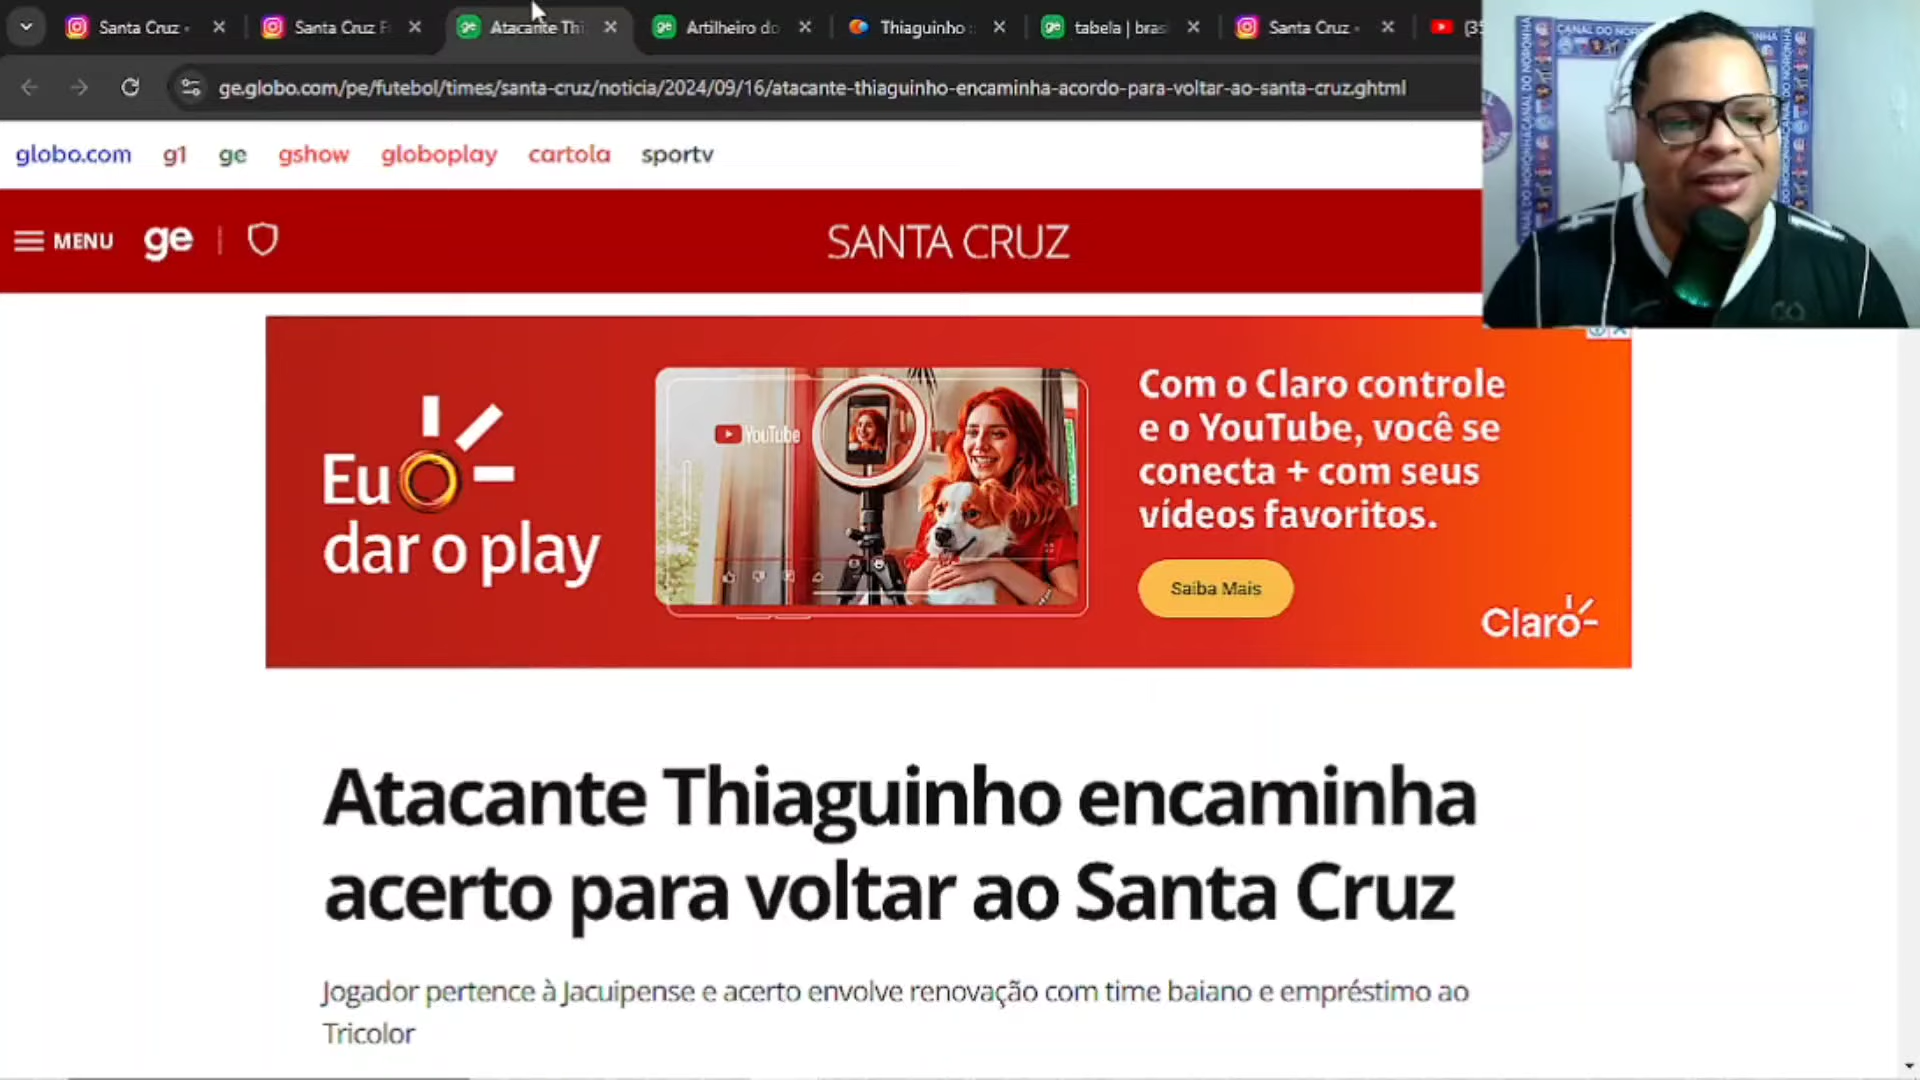 Santa Cruz -
Santa Cruz F
Atacante Thi
Artilheiro do
Thiaguinho :
tabela | bras
Santa Cruz -
(35
ge.globo.com/pe/futebol/times/santa-cruz/noticia/2024/09/16/atacante-thiaguinho-encaminha-acordo-para-voltar-ao-santa-cruz.ghtml
CANAL DO NORONHA
globo.com g1 ge gshow globoplay cartola sportv
MENU ge SANTA CRUZ
Eu
dar o play
YouTube
Com o Claro controle
e o YouTube, você se
conecta + com seus
vídeos favoritos.
Saiba Mais
Claro
Atacante Thiaguinho encaminha
acerto para voltar ao Santa Cruz
Jogador pertence à Jacuipense e acerto envolve renovação com time baiano e empréstimo ao
Tricolor